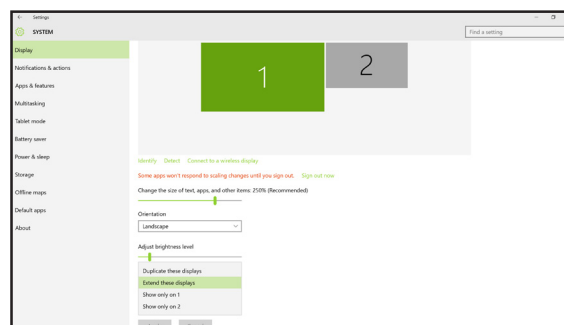 Settings
SYSTEM
Find a setting
Display
Notifications & actions
Apps & features
Multitasking
Tablet mode
Battery saver
Power & sleep
Storage
Offline maps
Default apps
About
1
2
Identify Detect Connect to a wireless display
Some apps won't respond to scaling changes until you sign out. Sign out now
Change the size of text, apps, and other items: 250% (Recommended)
Orientation
Landscape
Adjust brightness level
Duplicate these displays
Extend these displays
Show only on 1
Show only on 2